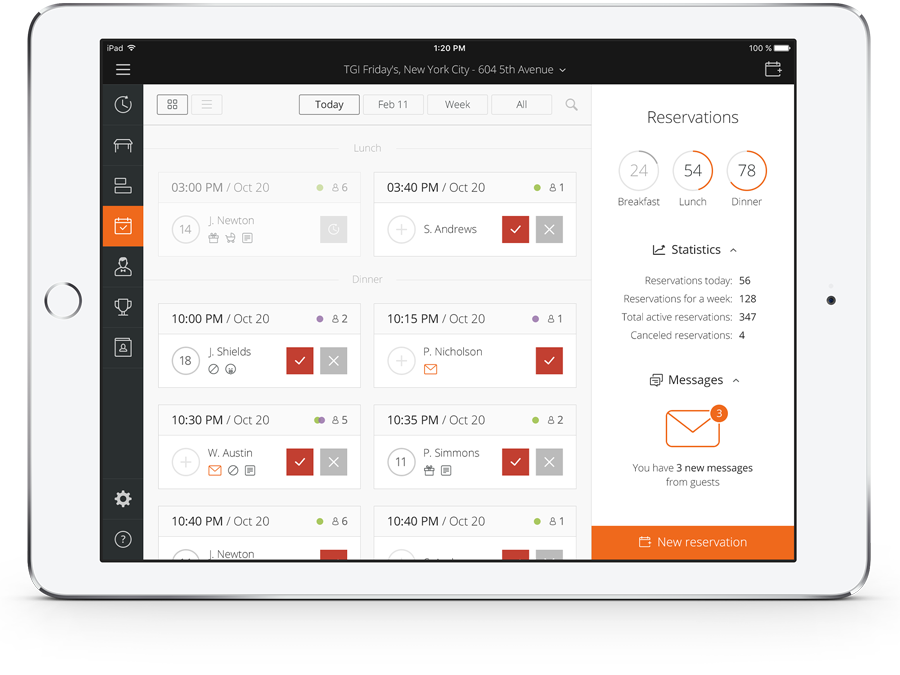 iPad
1:20 PM
100 %
TGI Friday's, New York City - 604 5th Avenue
Today
Feb 11
Week
All
Lunch
03:00 PM / Oct 20
6
14
J. Newton
03:40 PM / Oct 20
1
S. Andrews
Dinner
10:00 PM / Oct 20
2
18
J. Shields
10:15 PM / Oct 20
1
P. Nicholson
10:30 PM / Oct 20
5
W. Austin
10:35 PM / Oct 20
2
11
P. Simmons
10:40 PM / Oct 20
6
J. Newton
10:40 PM / Oct 20
1
Reservations
24
54
78
Breakfast
Lunch
Dinner
Statistics
Reservations today: 56
Reservations for a week: 128
Total active reservations: 347
Canceled reservations: 4
Messages
3
You have 3 new messages
from guests
New reservation
?